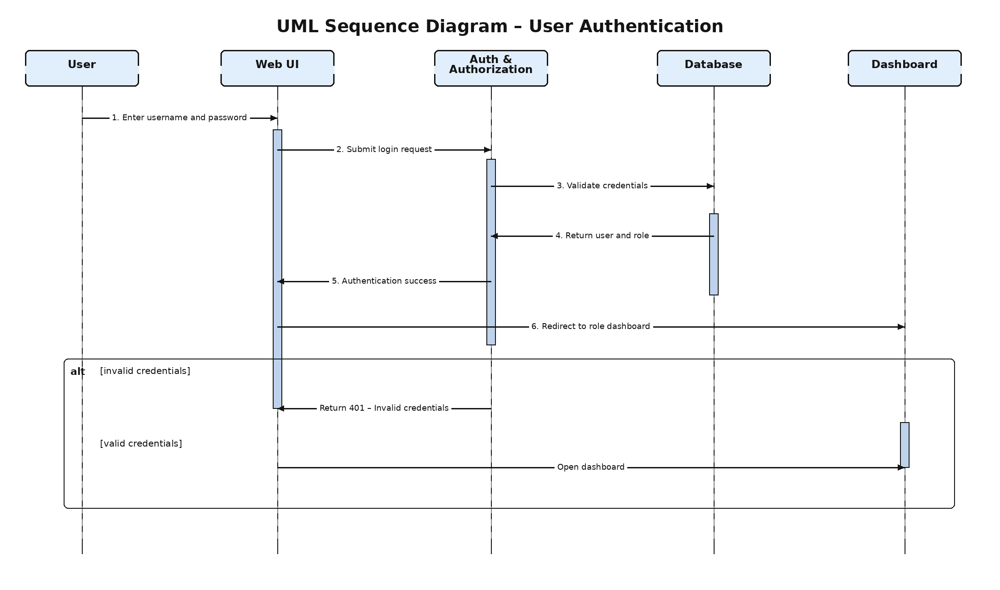 UML Sequence Diagram – User Authentication
User
Web UI
Auth &
Authorization
Database
Dashboard
1. Enter username and password
2. Submit login request
3. Validate credentials
4. Return user and role
5. Authentication success
6. Redirect to role dashboard
alt
[invalid credentials]
Return 401 – Invalid credentials
[valid credentials]
Open dashboard